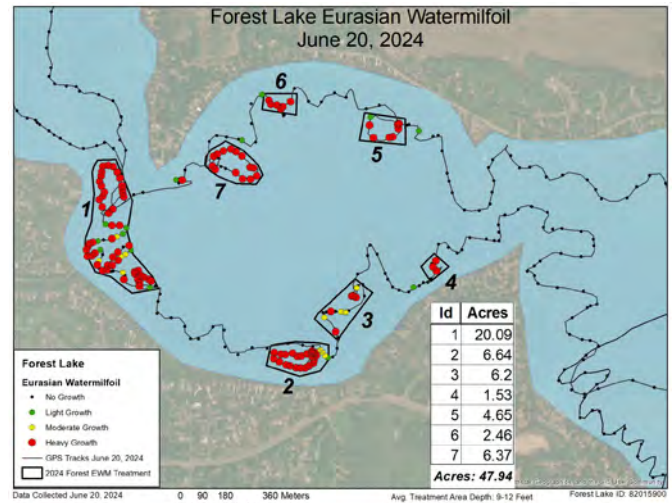 Forest Lake Eurasian Watermilfoil
June 20, 2024
6
5
7
1
4
3
2
Id Acres
1 20.09
2 6.64
3 6.2
4 1.53
5 4.65
6 2.46
7 6.37
Acres: 47.94
Forest Lake
Eurasian Watermilfoil
No Growth
Light Growth
Moderate Growth
Heavy Growth
GPS Tracks June 20, 2024
2024 Forest EWM Treatment
Data Collected June 20, 2024
0 90 180 360 Meters
Avg. Treatment Area Depth: 9-12 Feet
Forest Lake ID: 82015900